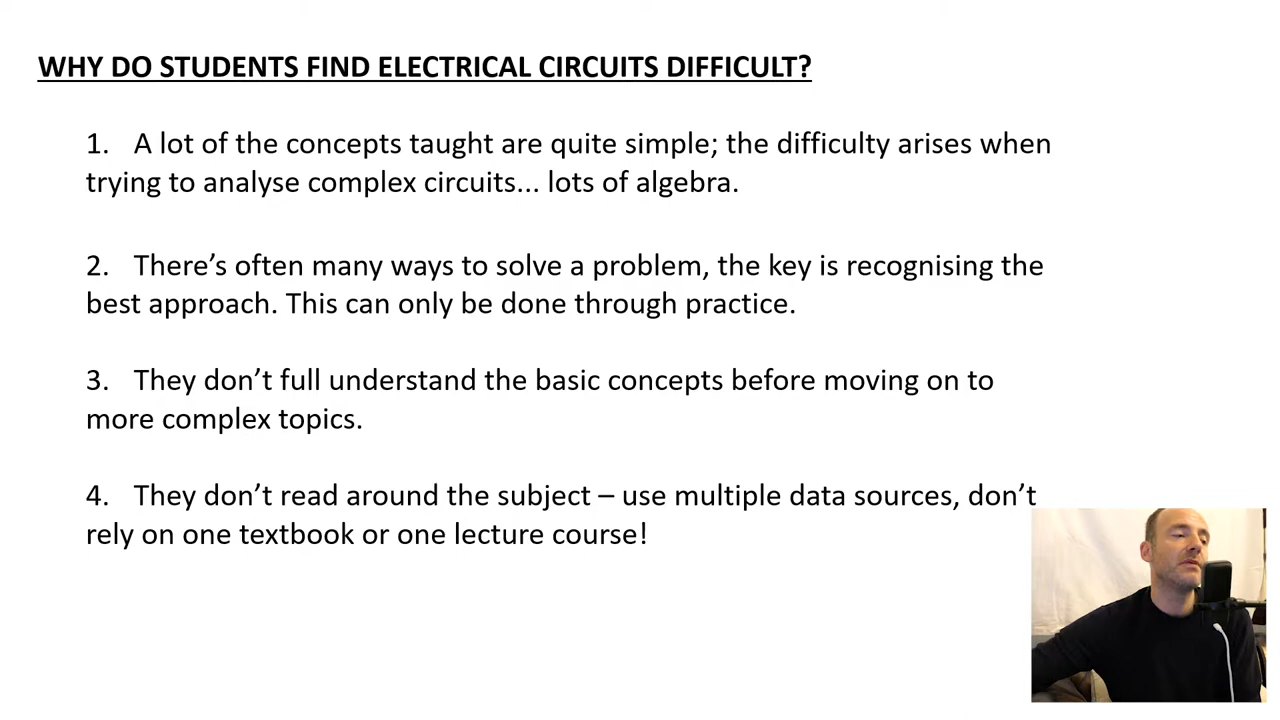 WHY DO STUDENTS FIND ELECTRICAL CIRCUITS DIFFICULT?
1. A lot of the concepts taught are quite simple; the difficulty arises when
trying to analyse complex circuits... lots of algebra.
2. There’s often many ways to solve a problem, the key is recognising the
best approach. This can only be done through practice.
3. They don’t full understand the basic concepts before moving on to
more complex topics.
4. They don’t read around the subject – use multiple data sources, don’t
rely on one textbook or one lecture course!